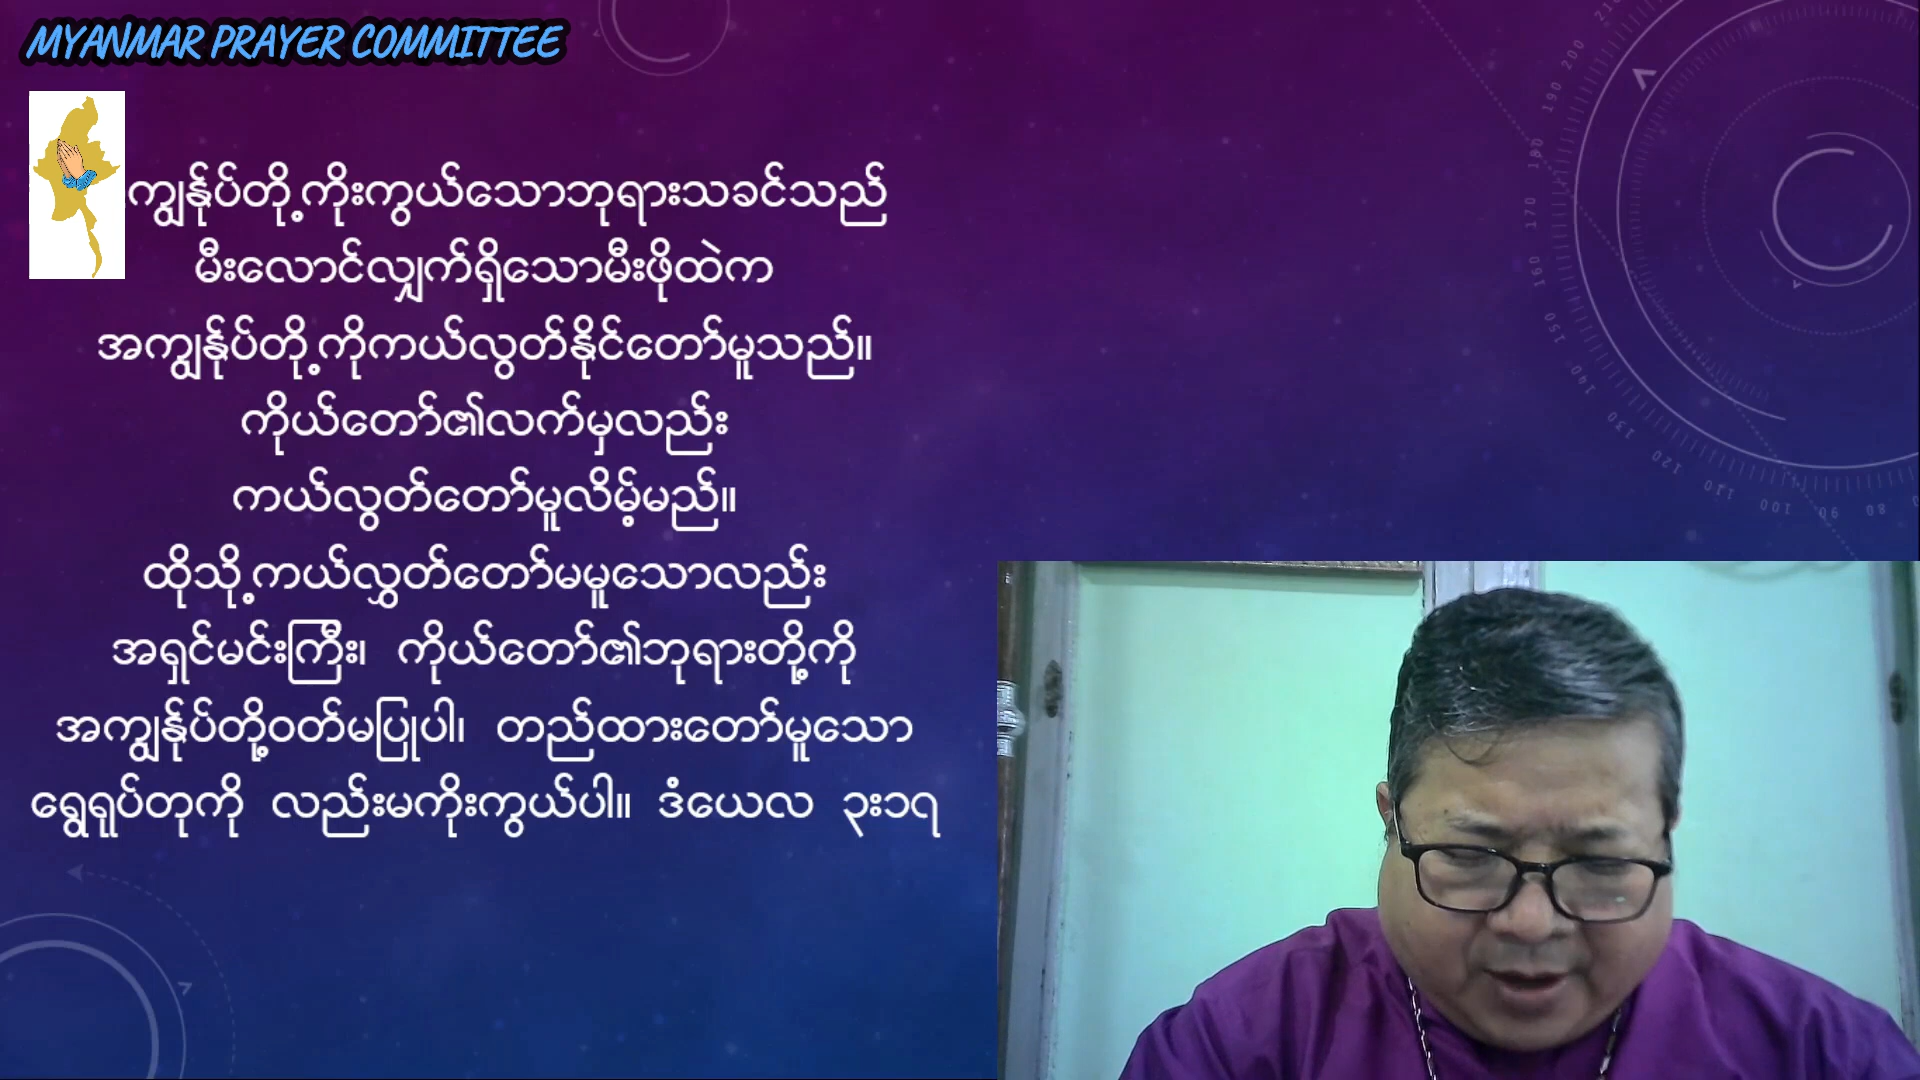 MYANMAR PRAYER COMMITTEE
ကျွန်ုပ်တို့ကိုးကွယ်သောဘုရားသခင်သည်
မီးလောင်လျှက်ရှိသောမီးဖိုထဲက
အကျွန်ုပ်တို့ကိုကယ်လွတ်နိုင်တော်မူသည်။
ကိုယ်တော်၏လက်မှလည်း
ကယ်လွတ်တော်မူလိမ့်မည်။
ထိုသို့ကယ်လွှတ်တော်မမူသောလည်း
အရှင်မင်းကြီး၊ ကိုယ်တော်၏ဘုရားတို့ကို
အကျွန်ုပ်တို့ဝတ်မပြုပါ၊ တည်ထားတော်မူသော
ရွှေရုပ်တုကို လည်းမကိုးကွယ်ပါ။ ဒံယေလ ၃း၁၇